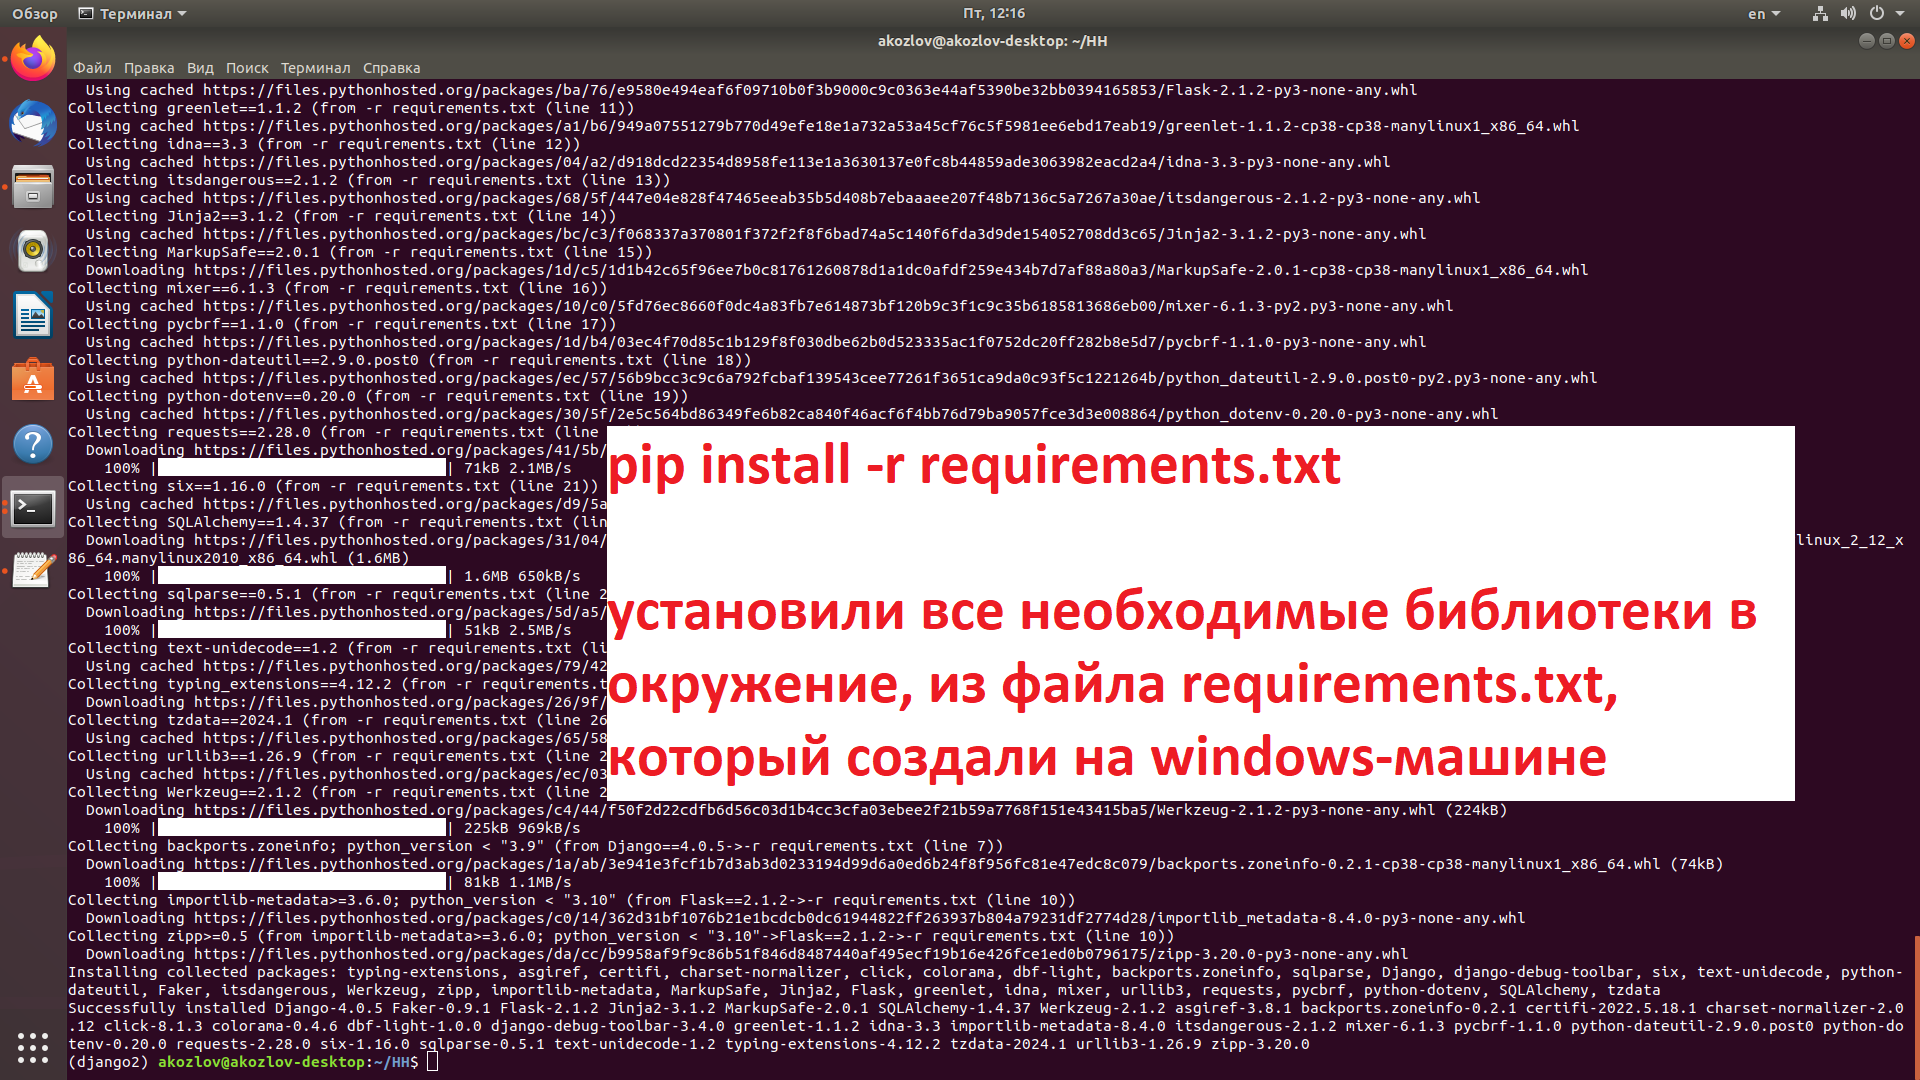 Обзор Терминал Пт, 12:16 en
akozlov@akozlov-desktop: ~/HH
Файл Правка Вид Поиск Терминал Справка
Using cached https://files.pythonhosted.org/packages/ba/76/e9580e494eaf6f09710b0f3b9000c9c0363e44af5390be32bb0394165853/Flask-2.1.2-py3-none-any.whl
Collecting greenlet==1.1.2 (from -r requirements.txt (line 11))
Using cached https://files.pythonhosted.org/packages/a1/b6/949a07551279b770d49efe18e1a732a53a45cf76c5f5981ee6ebd17eab19/greenlet-1.1.2-cp38-cp38-manylinux1_x86_64.whl
Collecting idna==3.3 (from -r requirements.txt (line 12))
Using cached https://files.pythonhosted.org/packages/04/a2/d918dcd22354d8958fe113e1a3630137e0fc8b44859ade3063982eacd2a4/idna-3.3-py3-none-any.whl
Collecting itsdangerous==2.1.2 (from -r requirements.txt (line 13))
Using cached https://files.pythonhosted.org/packages/68/5f/447e04e828f47465eeab35b5d408b7ebaaaee207f48b7136c5a7267a30ae/itsdangerous-2.1.2-py3-none-any.whl
Collecting Jinja2==3.1.2 (from -r requirements.txt (line 14))
Using cached https://files.pythonhosted.org/packages/bc/c3/f068337a370801f372f2f8f6bad74a5c140f6fda3d9de154052708dd3c65/Jinja2-3.1.2-py3-none-any.whl
Collecting MarkupSafe==2.0.1 (from -r requirements.txt (line 15))
Downloading https://files.pythonhosted.org/packages/1d/c5/1d1b42c65f96ee7b0c81761260878d1a1dc0afdf259e434b7d7af88a80a3/MarkupSafe-2.0.1-cp38-cp38-manylinux1_x86_64.whl
Collecting mixer==6.1.3 (from -r requirements.txt (line 16))
Using cached https://files.pythonhosted.org/packages/10/c0/5fd76ec8660f0dc4a83fb7e614873bf120b9c3f1c9c35b6185813686eb00/mixer-6.1.3-py2.py3-none-any.whl
Collecting pycbrf==1.1.0 (from -r requirements.txt (line 17))
Using cached https://files.pythonhosted.org/packages/1d/b4/03ec4f70d85c1b129f8f030dbe62b0d523335ac1f0752dc20ff282b8e5d7/pycbrf-1.1.0-py3-none-any.whl
Collecting python-dateutil==2.9.0.post0 (from -r requirements.txt (line 18))
Using cached https://files.pythonhosted.org/packages/ec/57/56b9bcc3c9c6a792fcbaf139543cee77261f3651ca9da0c93f5c1221264b/python_dateutil-2.9.0.post0-py2.py3-none-any.whl
Collecting python-dotenv==0.20.0 (from -r requirements.txt (line 19))
Using cached https://files.pythonhosted.org/packages/30/5f/2e5c564bd86349fe6b82ca840f46acf6f4bb76d79ba9057fce3d3e008864/python_dotenv-0.20.0-py3-none-any.whl
Collecting requests==2.28.0 (from -r requirements.txt (line
Downloading https://files.pythonhosted.org/packages/41/5b/
100% | | 71kB 2.1MB/s
Collecting six==1.16.0 (from -r requirements.txt (line 21))
Using cached https://files.pythonhosted.org/packages/d9/5a
Collecting SQLAlchemy==1.4.37 (from -r requirements.txt (lin
Downloading https://files.pythonhosted.org/packages/31/04/ linux_2_12_x
86_64.manylinux2010_x86_64.whl (1.6MB)
100% | | 1.6MB 650kB/s
Collecting sqlparse==0.5.1 (from -r requirements.txt (line 2
Downloading https://files.pythonhosted.org/packages/5d/a5/
100% | | 51kB 2.5MB/s
Collecting text-unidecode==1.2 (from -r requirements.txt (li
Using cached https://files.pythonhosted.org/packages/79/42
Collecting typing_extensions==4.12.2 (from -r requirements.t
Downloading https://files.pythonhosted.org/packages/26/9f/
Collecting tzdata==2024.1 (from -r requirements.txt (line 26
Using cached https://files.pythonhosted.org/packages/65/58
Collecting urllib3==1.26.9 (from -r requirements.txt (line 2
Using cached https://files.pythonhosted.org/packages/ec/03
Collecting Werkzeug==2.1.2 (from -r requirements.txt (line 2
pip install -r requirements.txt
установили все необходимые библиотеки в
окружение, из файла requirements.txt,
который создали на windows-машине
Downloading https://files.pythonhosted.org/packages/c4/44/f50f2d22cdfb6d56c03d1b4cc3cfa03ebee2f21b59a7768f151e43415ba5/Werkzeug-2.1.2-py3-none-any.whl (224kB)
100% | | 225kB 969kB/s
Collecting backports.zoneinfo; python_version < "3.9" (from Django==4.0.5->-r requirements.txt (line 7))
Downloading https://files.pythonhosted.org/packages/1a/ab/3e941e3fcf1b7d3ab3d0233194d99d6a0ed6b24f8f956fc81e47edc8c079/backports.zoneinfo-0.2.1-cp38-cp38-manylinux1_x86_64.whl (74kB)
100% | | 81kB 1.1MB/s
Collecting importlib-metadata>=3.6.0; python_version < "3.10" (from Flask==2.1.2->-r requirements.txt (line 10))
Downloading https://files.pythonhosted.org/packages/c0/14/362d31bf1076b21e1bcdcb0dc61944822ff263937b804a79231df2774d28/importlib_metadata-8.4.0-py3-none-any.whl
Collecting zipp>=0.5 (from importlib-metadata>=3.6.0; python_version < "3.10"->Flask==2.1.2->-r requirements.txt (line 10))
Downloading https://files.pythonhosted.org/packages/da/cc/b9958af9f9c86b51f846d8487440af495ecf19b16e426fce1ed0b0796175/zipp-3.20.0-py3-none-any.whl
Installing collected packages: typing-extensions, asgiref, certifi, charset-normalizer, click, colorama, dbf-light, backports.zoneinfo, sqlparse, Django, django-debug-toolbar, six, text-unidecode, python-
dateutil, Faker, itsdangerous, Werkzeug, zipp, importlib-metadata, MarkupSafe, Jinja2, Flask, greenlet, idna, mixer, urllib3, requests, pycbrf, python-dotenv, SQLAlchemy, tzdata
Successfully installed Django-4.0.5 Faker-0.9.1 Flask-2.1.2 Jinja2-3.1.2 MarkupSafe-2.0.1 SQLAlchemy-1.4.37 Werkzeug-2.1.2 asgiref-3.8.1 backports.zoneinfo-0.2.1 certifi-2022.5.18.1 charset-normalizer-2.0
.12 click-8.1.3 colorama-0.4.6 dbf-light-1.0.0 django-debug-toolbar-3.4.0 greenlet-1.1.2 idna-3.3 importlib-metadata-8.4.0 itsdangerous-2.1.2 mixer-6.1.3 pycbrf-1.1.0 python-dateutil-2.9.0.post0 python-do
tenv-0.20.0 requests-2.28.0 six-1.16.0 sqlparse-0.5.1 text-unidecode-1.2 typing-extensions-4.12.2 tzdata-2024.1 urllib3-1.26.9 zipp-3.20.0
(django2) akozlov@akozlov-desktop:~/HH$